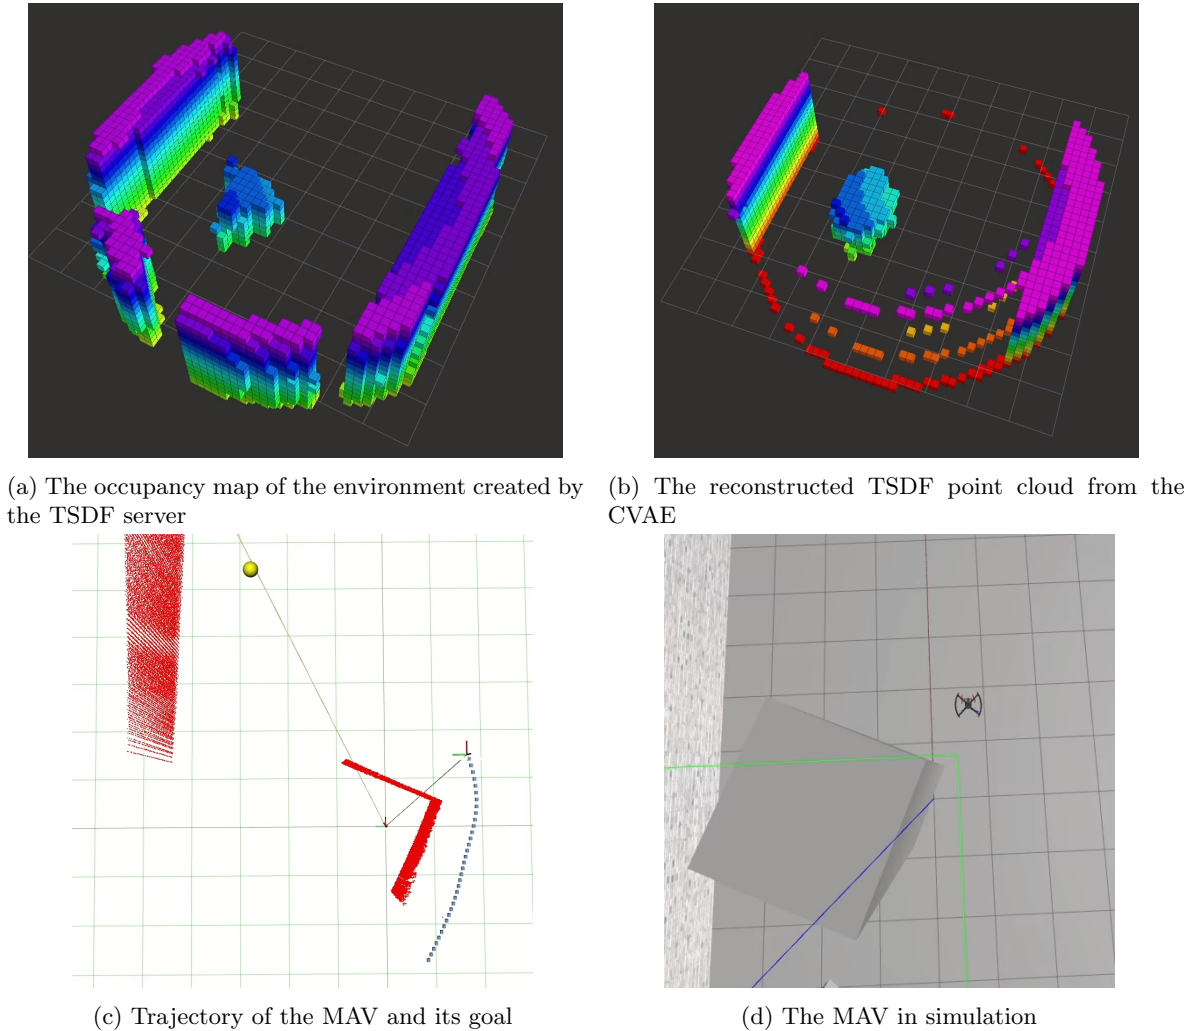 (a) The occupancy map of the environment created by
the TSDF server
(b) The reconstructed TSDF point cloud from the
CVAE
(c) Trajectory of the MAV and its goal
(d) The MAV in simulation